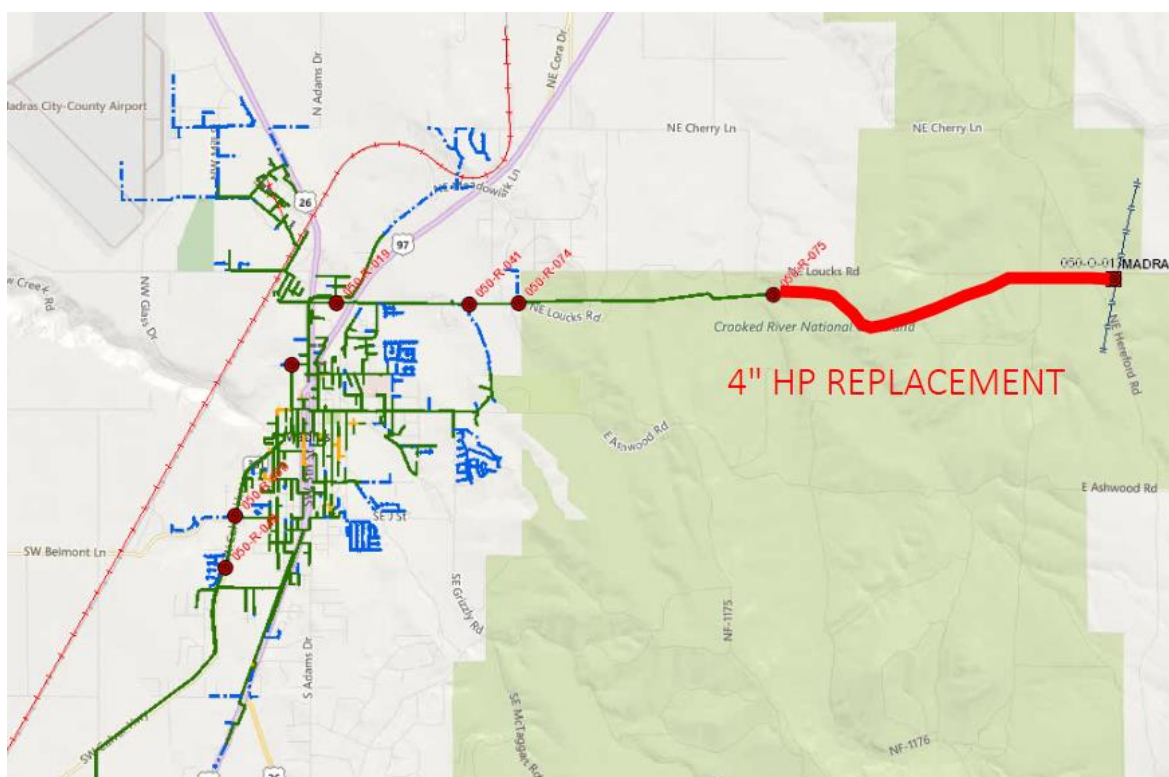 Madras City-County Airport
N Adams Dr
NE Cora Dr
NE Cherry Ln
NE Cherry Ln
26
97
NE Meadowlark Ln
050-R-019
050-R-041
050-R-074
050-R-075
NE Loucks Rd
NE Loucks Rd
MADRA
NW Glass Dr
Crooked River National
NE Hereford Rd
4" HP REPLACEMENT
E Ashwood Rd
E Ashwood Rd
SE J St
SW Belmont Ln
SE Grizzly Rd
NF-1175
S Adams Dr
SE McTaggart Rd
NF-1176
26